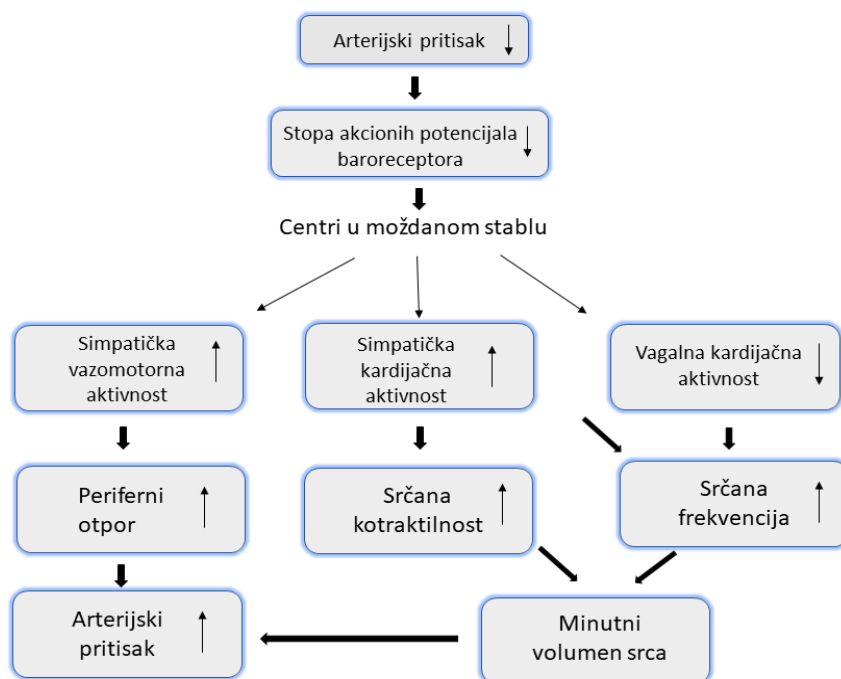 Arterijski pritisak
Stopa akcionih potencijala
baroreceptora
Centri u moždanom stablu
Simpatička
vazomotorna
aktivnost
Simpatička
kardijačna
aktivnost
Vagalna kardijačna
aktivnost
Periferni
otpor
Srčana
kotraktilnost
Srčana
frekvencija
Arterijski
pritisak
Minutni
volumen srca